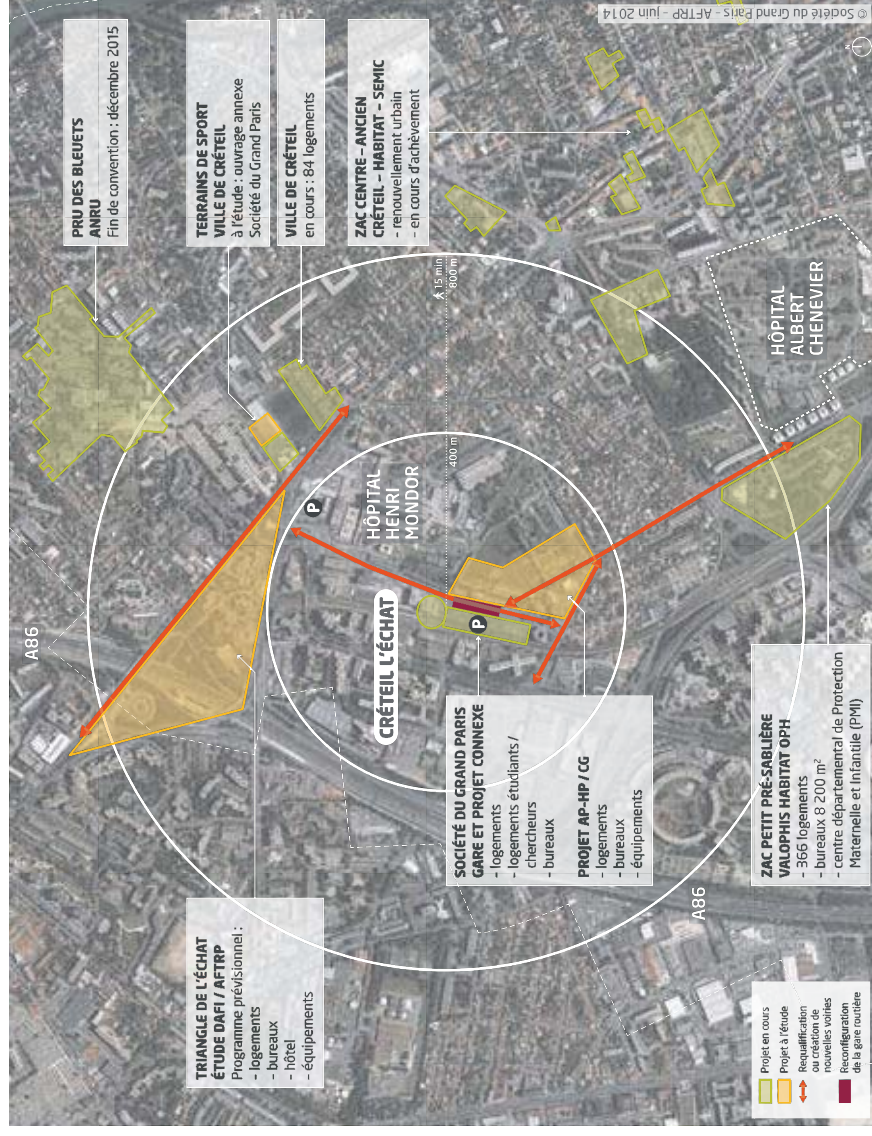 © Société du Grand Paris - AFTRP - juin 2014
N
PRU DES BLEUETS
ANRU
Fin de convention : décembre 2015
TERRAINS DE SPORT
VILLE DE CRÉTEIL
à l'étude : ouvrage annexe
Société du Grand Paris
VILLE DE CRÉTEIL
en cours : 84 logements
ZAC CENTRE – ANCIEN
CRÉTEIL – HABITAT – SEMIC
- renouvellement urbain
- en cours d'achèvement
A86
15 min
800 m
400 m
P
HÔPITAL
HENRI
MONDOR
HÔPITAL
ALBERT
CHENEVIER
CRÉTEIL L'ÉCHAT
P
TRIANGLE DE L'ÉCHAT
ÉTUDE DAFI / AFTRP
Programme prévisionnel :
- logements
- bureaux
- hôtel
- équipements
SOCIÉTÉ DU GRAND PARIS
GARE ET PROJET CONNEXE
- logements
- logements étudiants /
chercheurs
- bureaux
PROJET AP-HP / CG
- logements
- bureaux
- équipements
A86
ZAC PETIT PRÉ-SABLIÈRE
VALOPHIS HABITAT OPH
- 366 logements
- bureaux 8 200 m²
- centre départemental de Protection
Maternelle et Infantile (PMI)
Projet en cours
Projet à l'étude
Requalification
ou création de
nouvelles voiries
Reconfiguration
de la gare routière